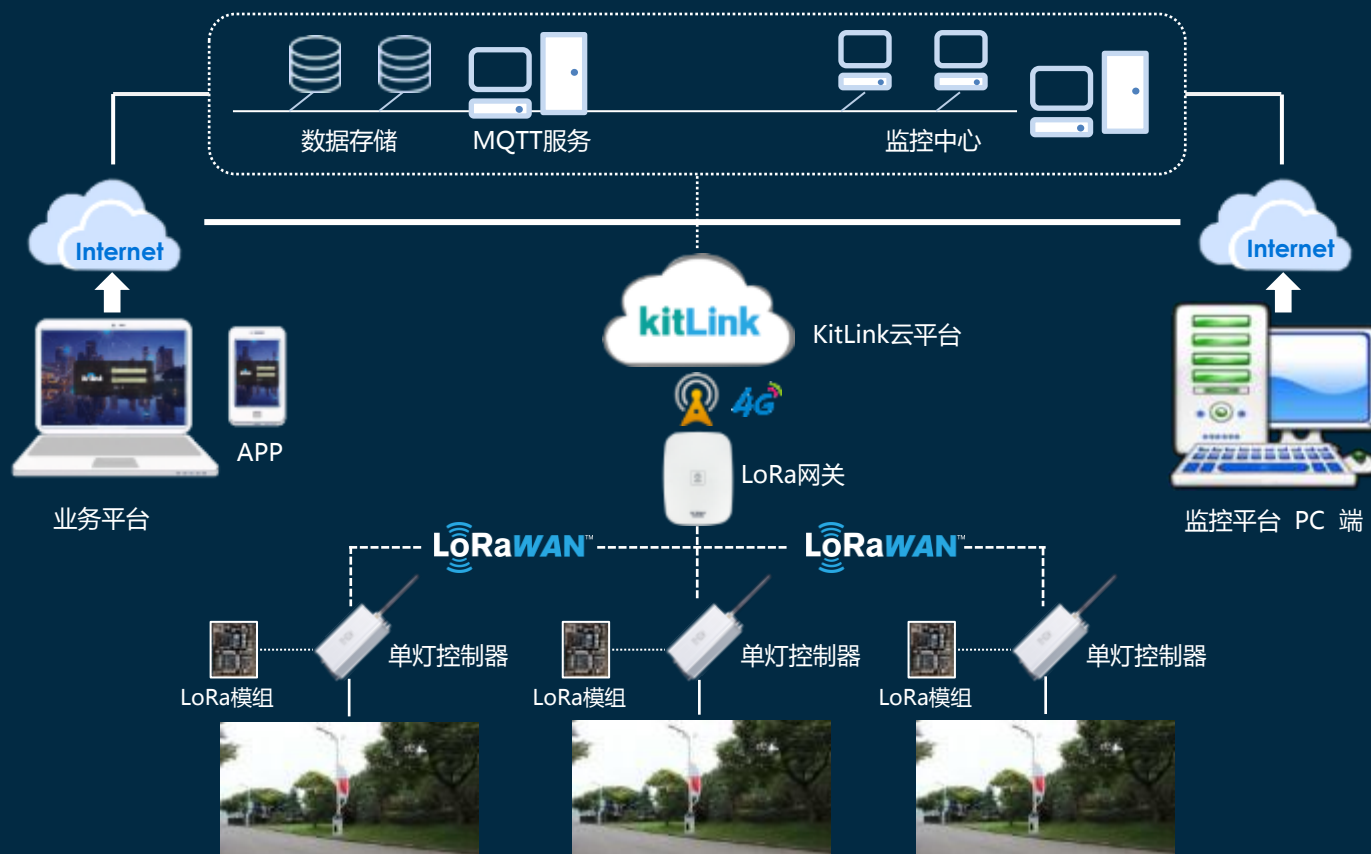 数据存储
MQTT服务
监控中心
Internet
Internet
kitLink
KitLink云平台
4G
APP
LoRa网关
业务平台
监控平台 PC 端
LoRaWAN™
LoRaWAN™
单灯控制器
单灯控制器
单灯控制器
LoRa模组
LoRa模组
LoRa模组